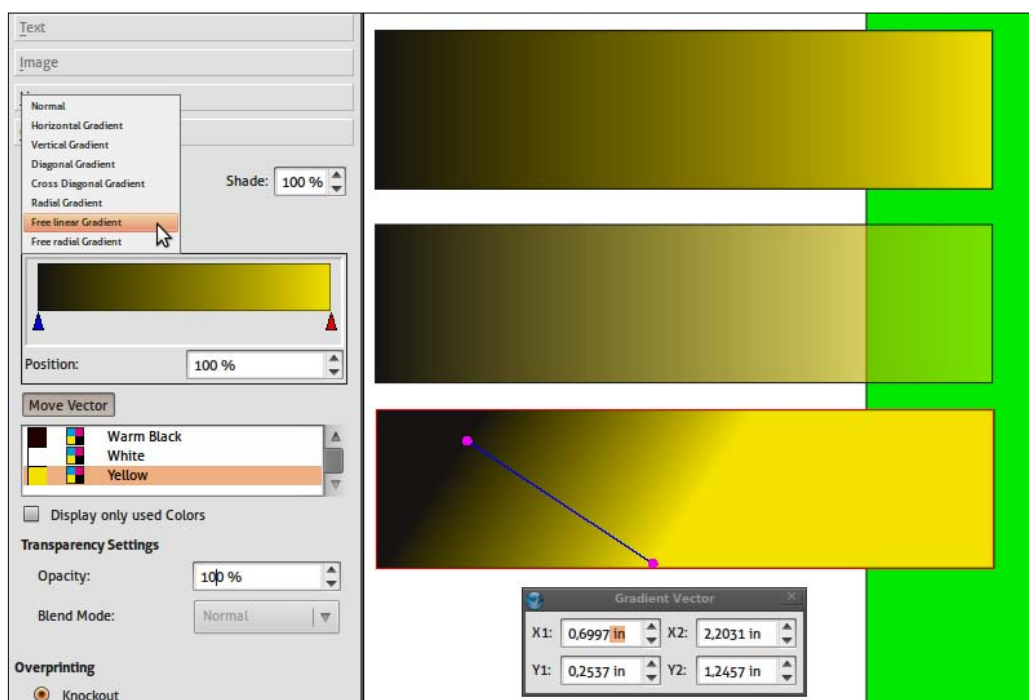 Text
Image
Normal
Horizontal Gradient
Vertical Gradient
Diagonal Gradient
Cross Diagonal Gradient
Radial Gradient
Free linear Gradient
Free radial Gradient
Shade: 100 %
Position: 100 %
Move Vector
Warm Black
White
Yellow
Display only used Colors
Transparency Settings
Opacity: 100 %
Blend Mode: Normal
Overprinting
Knockout
Gradient Vector
X1: 0,6997 in X2: 2,2031 in
Y1: 0,2537 in Y2: 1,2457 in